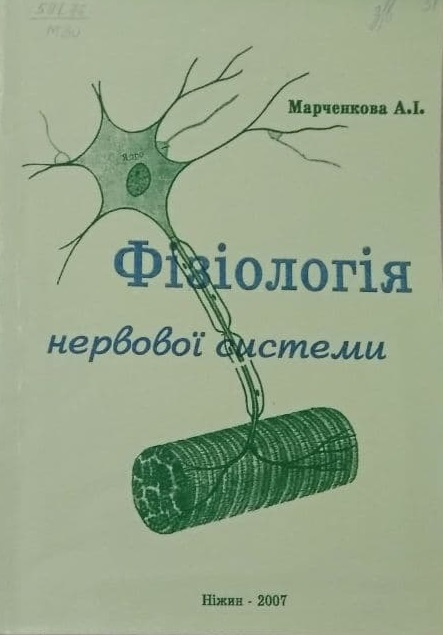 Марченкова А.І.
ядро
Фізіологія
нервової системи
Ніжин - 2007